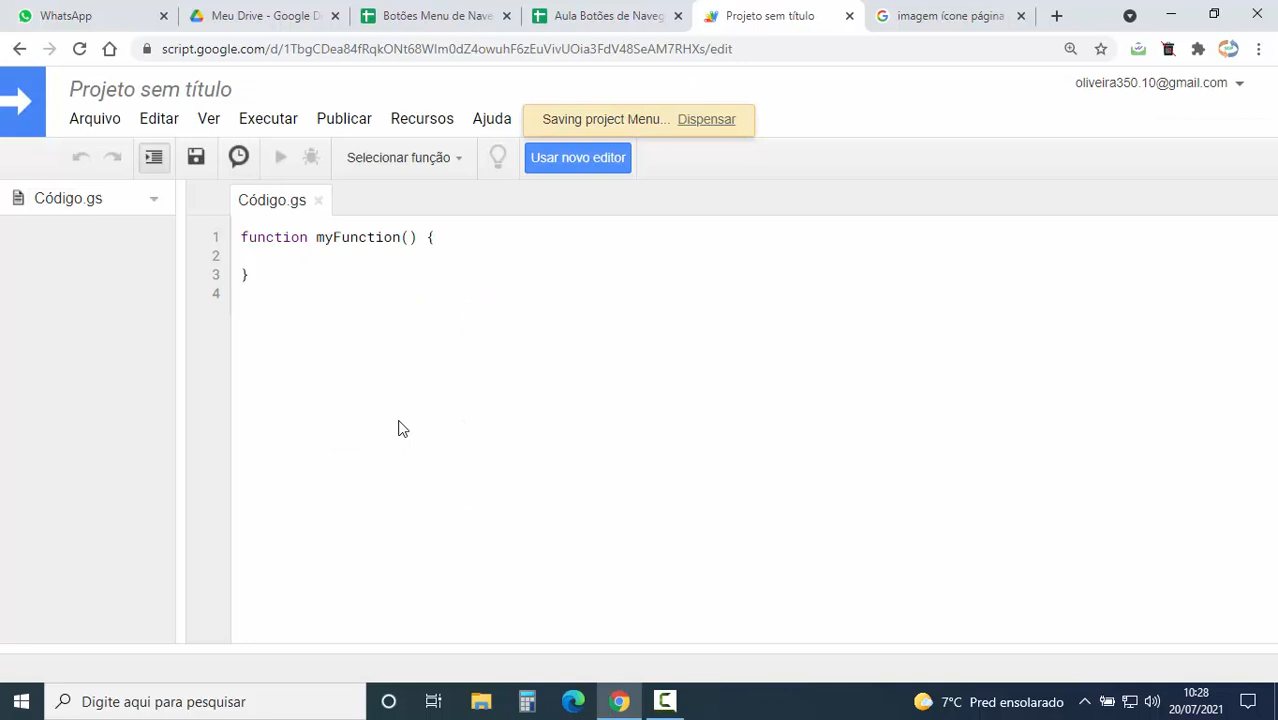 WhatsApp
Meu Drive - Google D
Botões Menu de Nave
Aula Botões de Naveg
Projeto sem título
imagem ícone página
script.google.com/d/1TbgCDea84fRqkONt68WIm0dZ4owuhF6zEuVivUOia3FdV48SeAM7RHXs/edit
Projeto sem título
oliveira350.10@gmail.com
Arquivo Editar Ver Executar Publicar Recursos Ajuda
Saving project Menu... Dispensar
Selecionar função
Usar novo editor
Código.gs
Código.gs
1 function myFunction() {
2
3 }
4
Digite aqui para pesquisar
7°C Pred ensolarado
10:28
20/07/2021